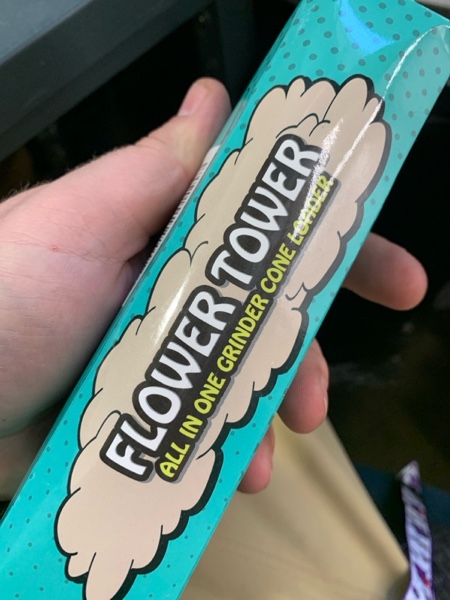 FLOWER TOWER
ALL IN ONE GRINDER CONE LOADER